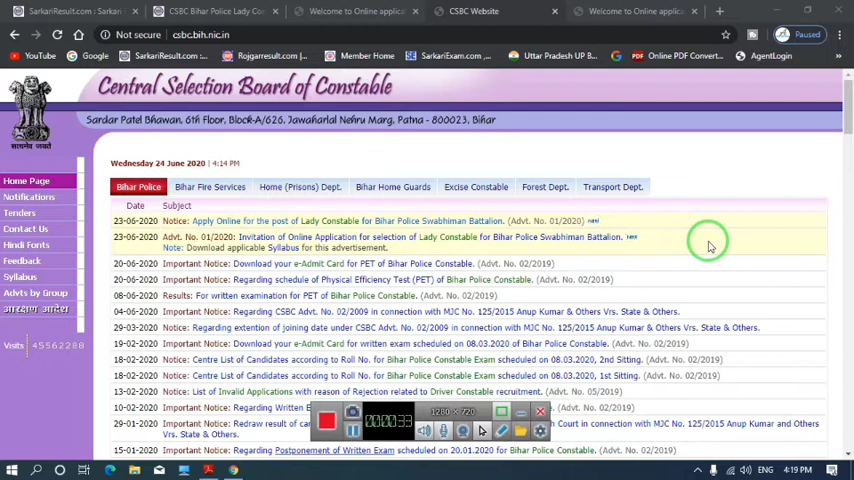 SarkariResult.com : Sarkari R
CSBC Bihar Police Lady Con
Welcome to Online applicat
CSBC Website
Welcome to Online applicat
Not secure | csbc.bih.nic.in
Paused
YouTube
Google
SarkariResult.com
Rojgarresult.com
Member Home
SarkariExam.com,...
Uttar Pradesh UP B...
PDF Online PDF Convert...
AgentLogin
Central Selection Board of Constable
Sardar Patel Bhawan, 6th Floor, Block-A/626, Jawaharlal Nehru Marg, Patna - 800023, Bihar
सत्यमेव जयते
Wednesday 24 June 2020 | 4:14 PM
Home Page
Notifications
Tenders
Contact Us
Hindi Fonts
Feedback
Syllabus
Advts by Group
आरक्षण आदेश
Visits 45562288
Bihar Police
Bihar Fire Services
Home (Prisons) Dept.
Bihar Home Guards
Excise Constable
Forest Dept.
Transport Dept.
Date Subject
23-06-2020 Notice: Apply Online for the post of Lady Constable for Bihar Police Swabhiman Battalion. (Advt. No. 01/2020) NEW
23-06-2020 Advt. No. 01/2020: Invitation of Online Application for selection of Lady Constable for Bihar Police Swabhiman Battalion. NEW
Note: Download applicable Syllabus for this advertisement.
20-06-2020 Important Notice: Download your e-Admit Card for PET of Bihar Police Constable. (Advt. No. 02/2019)
20-06-2020 Important Notice: Regarding schedule of Physical Efficiency Test (PET) of Bihar Police Constable. (Advt. No. 02/2019)
08-06-2020 Results: For written examination for PET of Bihar Police Constable. (Advt. No. 02/2019)
04-06-2020 Important Notice: Regarding CSBC Advt. No. 02/2009 in connection with MJC No. 125/2015 Anup Kumar & Others Vrs. State & Others.
29-03-2020 Notice: Regarding extention of joining date under CSBC Advt. No. 02/2009 in connection with MJC No. 125/2015 Anup Kumar & Others Vrs. State & Others.
19-02-2020 Important Notice: Download your e-Admit Card for written exam scheduled on 08.03.2020 of Bihar Police Constable. (Advt. No. 02/2019)
18-02-2020 Notice: Centre List of Candidates according to Roll No. for Bihar Police Constable Exam scheduled on 08.03.2020, 2nd Sitting. (Advt. No. 02/2019)
18-02-2020 Notice: Centre List of Candidates according to Roll No. for Bihar Police Constable Exam scheduled on 08.03.2020, 1st Sitting. (Advt. No. 02/2019)
13-02-2020 Notice: List of Invalid Applications with reason of Rejection related to Driver Constable recruitment. (Advt. No. 05/2019)
10-02-2020 Important Notice: Regarding Written E
1280 × 720
00:00:33
29-01-2020 Important Notice: Redraw result of ca
Court in connection with MJC No. 125/2015 Anup Kumar and Others
Vrs. State & Others. (Advt. No. 02/2009)
15-01-2020 Important Notice: Regarding Postponement of Written Exam scheduled on 20.01.2020 for Bihar Police Constable. (Advt. No. 02/2019)
ENG 4:19 PM